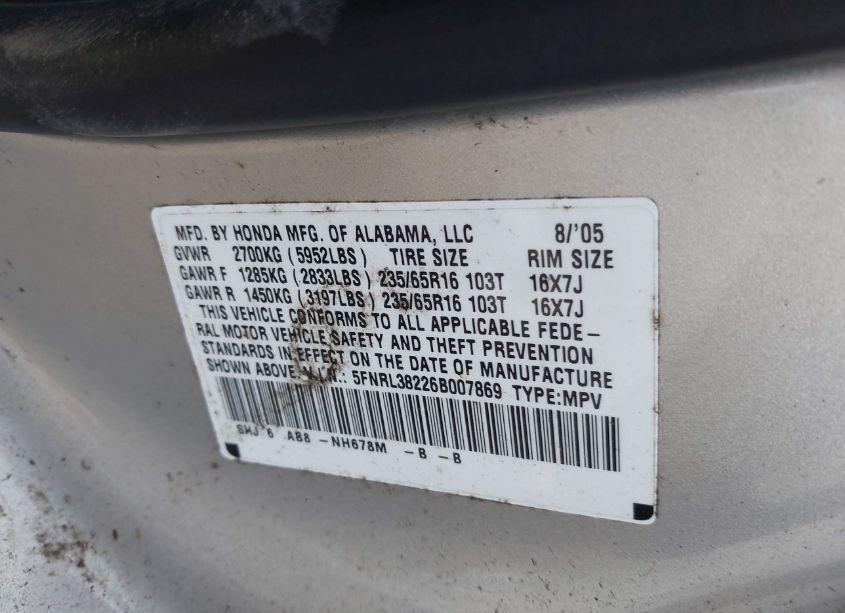 MFD. BY HONDA MFG. OF ALABAMA, LLC 8/'05
GVWR 2700KG (5952LBS) TIRE SIZE RIM SIZE
GAWR F 1285KG (2833LBS) 235/65R16 103T 16X7J
GAWR R 1450KG (3197LBS) 235/65R16 103T 16X7J
THIS VEHICLE CONFORMS TO ALL APPLICABLE FEDE-
RAL MOTOR VEHICLE SAFETY AND THEFT PREVENTION
STANDARDS IN EFFECT ON THE DATE OF MANUFACTURE
SHOWN ABOVE. V.I.N.: 5FNRL38226B007869 TYPE:MPV
SHJ 6 AB8 -NH678M -B -B